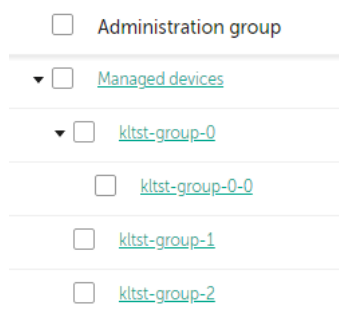 Administration group
Managed devices
kltst-group-0
kltst-group-0-0
kltst-group-1
kltst-group-2